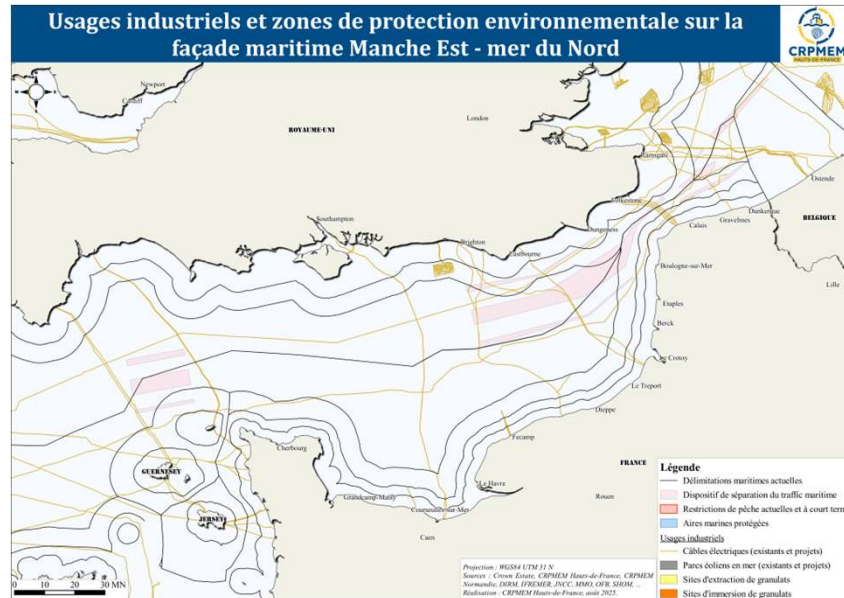 Usages industriels et zones de protection environnementale sur la
façade maritime Manche Est - mer du Nord
CRPMEM
HAUTS-DE-FRANCE
Newport
Cardiff
London
ROYAUME-UNI
Ramsgate
Ostende
Folkestone
Dunkerque
Gravelines
Calais
BELGIQUE
Southampton
Dungeness
Brighton
Eastbourne
Boulogne-sur-Mer
Lille
Etaples
Berck
Le Crotoy
Le Treport
Dieppe
Fecamp
Cherbourg
FRANCE
GUERNESEY
Le Havre
Rouen
Grandcamp-Maisy
Courseulles-sur-Mer
JERSEY
Caen
Légende
Délimitations maritimes actuelles
Dispositif de séparation du traffic maritime
Restrictions de pêche actuelles et à court term
Aires marines protégées
Usages industriels
Câbles électriques (existants et projets)
Parcs éoliens en mer (existants et projets)
Sites d'extraction de granulats
Sites d'immersion de granulats
Projection : WGS84 UTM 31 N
Sources : Crown Estate, CRPMEM Hauts-de-France, CRPMEM
Normandie, DIRM, IFREMER, JNCC, MMO, OFB, SHOM, ...
Réalisation : CRPMEM Hauts-de-France, août 2025.
0 10 20 30 MN